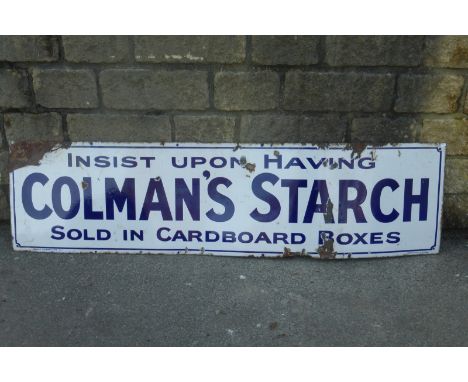 INSIST UPON HAVING
COLMAN'S STARCH
SOLD IN CARDBOARD BOXES